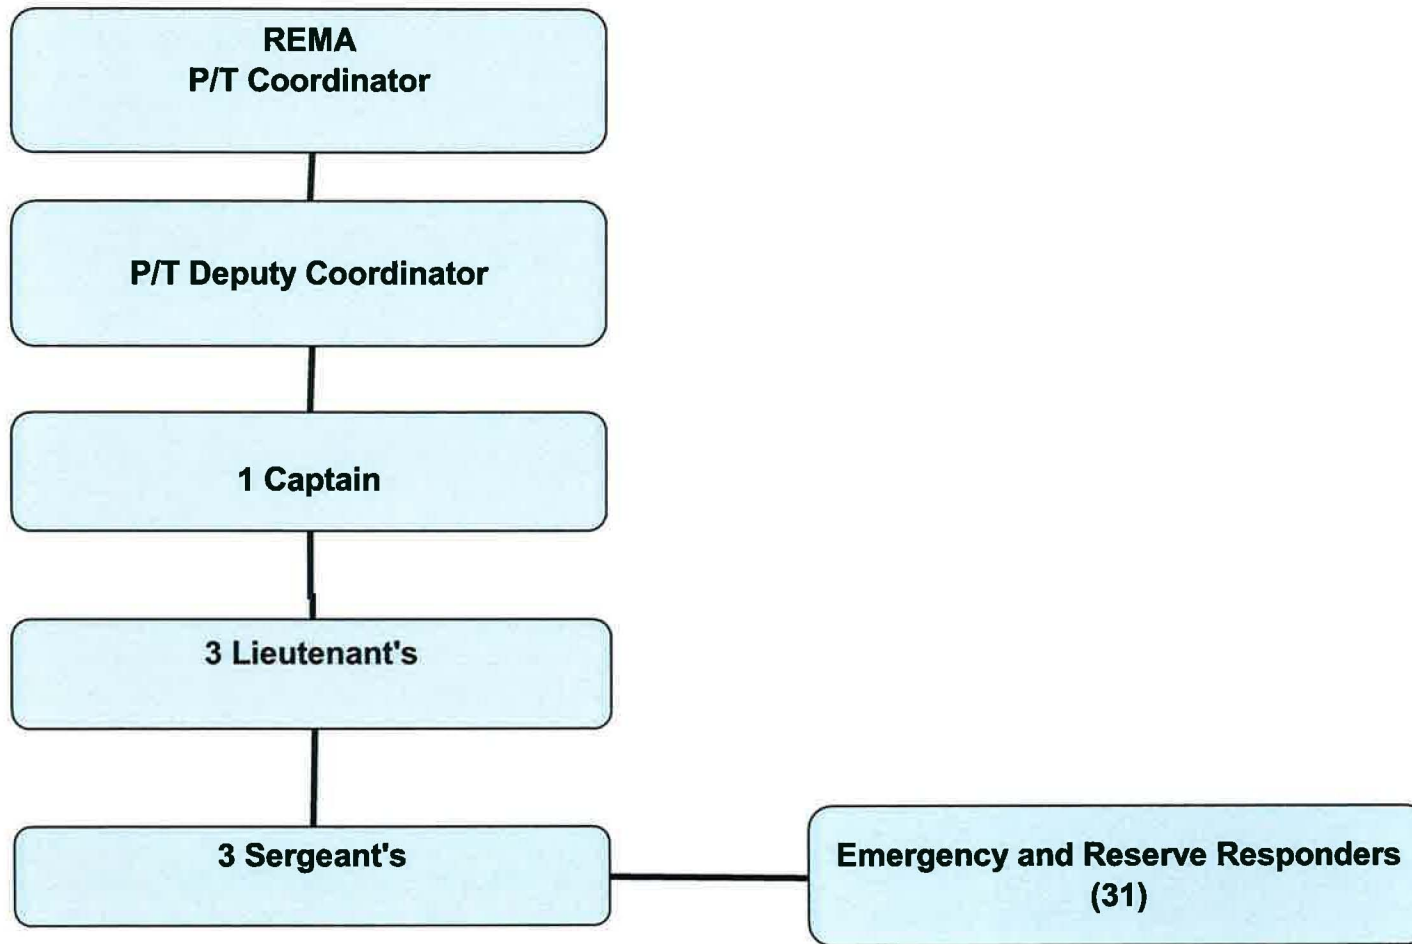 REMA
P/T Coordinator
P/T Deputy Coordinator
1 Captain
3 Lieutenant's
3 Sergeant's
Emergency and Reserve Responders
(31)